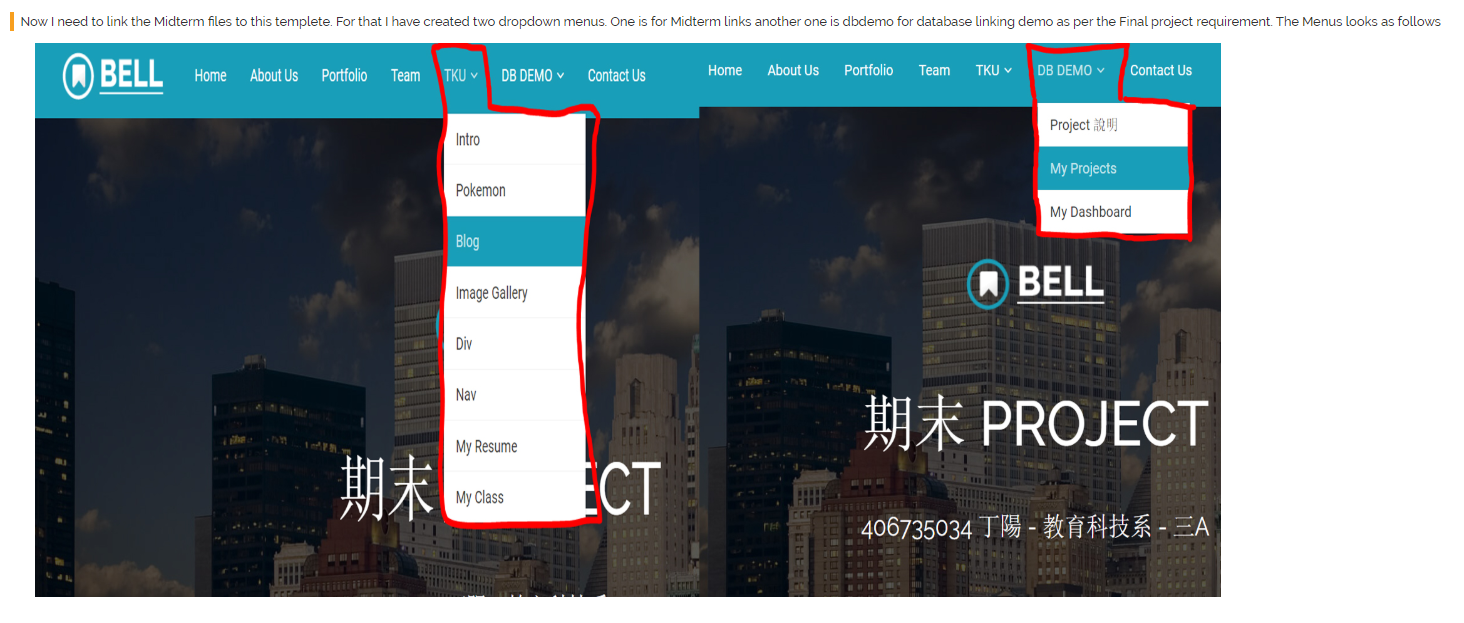 Now I need to link the Midterm files to this templete. For that I have created two dropdown menus. One is for Midterm links another one is dbdemo for database linking demo as per the Final project requirement. The Menus looks as follows
BELL Home About Us Portfolio Team TKU DB DEMO Contact Us
Intro
Pokemon
Blog
Image Gallery
Div
Nav
My Resume
My Class
期末 ECT
Home About Us Portfolio Team TKU DB DEMO Contact Us
Project 說明
My Projects
My Dashboard
BELL
期末 PROJECT
406735034 丁陽 - 教育科技系 - 三A